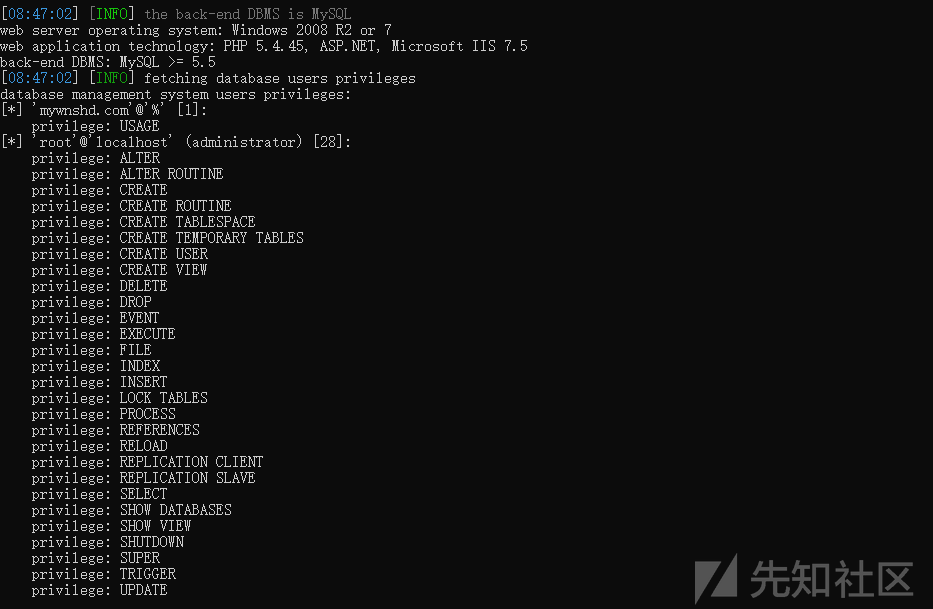 [08:47:02] [INFO] the back-end DBMS is MySQL
web server operating system: Windows 2008 R2 or 7
web application technology: PHP 5.4.45, ASP.NET, Microsoft IIS 7.5
back-end DBMS: MySQL >= 5.5
[08:47:02] [INFO] fetching database users privileges
database management system users privileges:
[*] 'mywnshd.com'@'%' [1]:
    privilege: USAGE
[*] 'root'@'localhost' (administrator) [28]:
    privilege: ALTER
    privilege: ALTER ROUTINE
    privilege: CREATE
    privilege: CREATE ROUTINE
    privilege: CREATE TABLESPACE
    privilege: CREATE TEMPORARY TABLES
    privilege: CREATE USER
    privilege: CREATE VIEW
    privilege: DELETE
    privilege: DROP
    privilege: EVENT
    privilege: EXECUTE
    privilege: FILE
    privilege: INDEX
    privilege: INSERT
    privilege: LOCK TABLES
    privilege: PROCESS
    privilege: REFERENCES
    privilege: RELOAD
    privilege: REPLICATION CLIENT
    privilege: REPLICATION SLAVE
    privilege: SELECT
    privilege: SHOW DATABASES
    privilege: SHOW VIEW
    privilege: SHUTDOWN
    privilege: SUPER
    privilege: TRIGGER
    privilege: UPDATE
先知社区